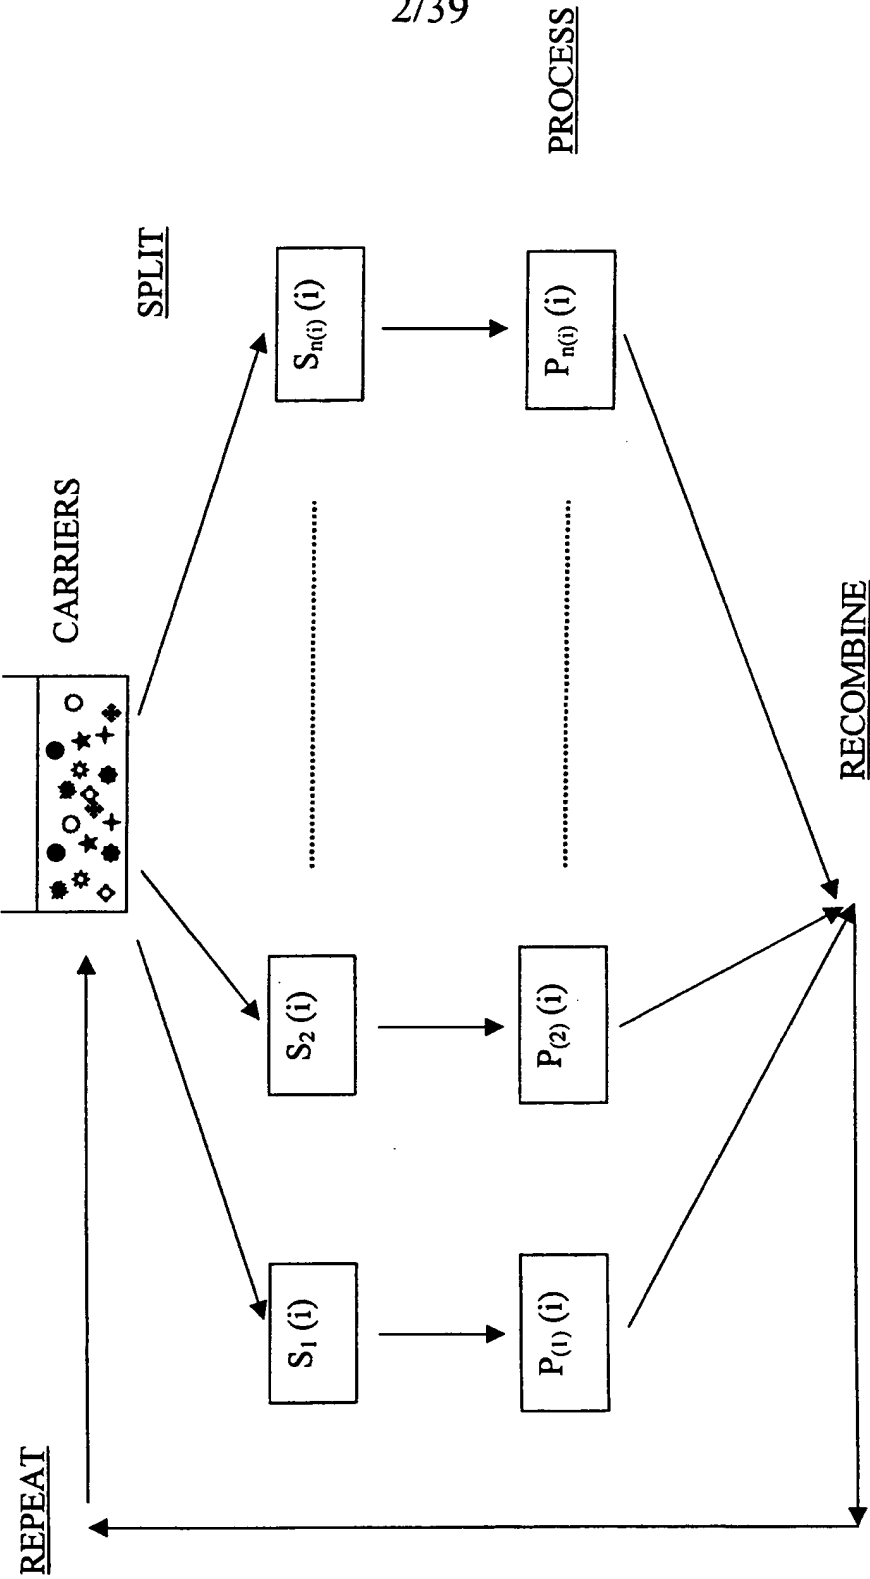 2/39
REPEAT
CARRIERS
SPLIT
S₁ (i)
S₂ (i)
Sₙ₍ᵢ₎ (i)
PROCESS
P₍₁₎ (i)
P₍₂₎ (i)
Pₙ₍ᵢ₎ (i)
RECOMBINE